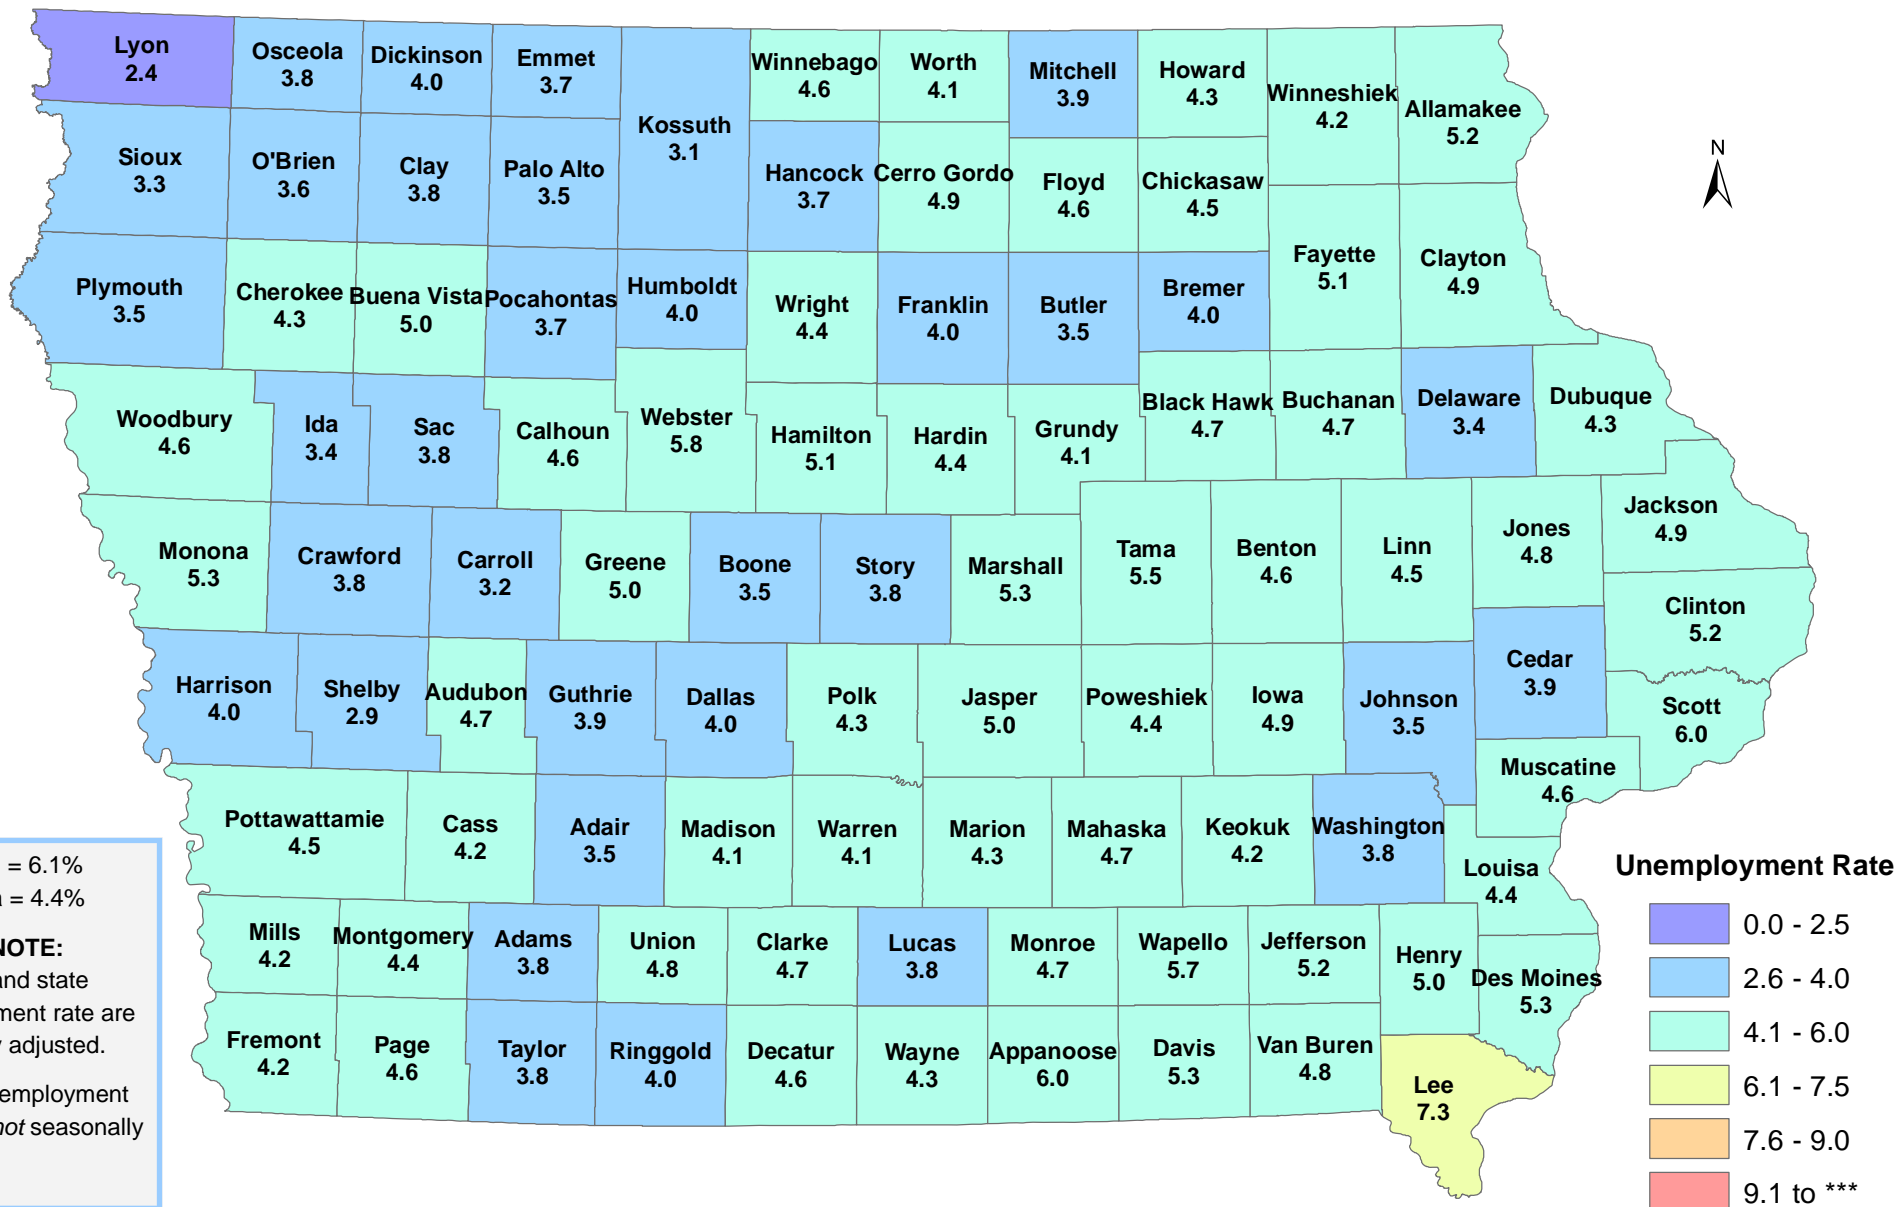 Lyon
2.4
Osceola
3.8
Dickinson
4.0
Emmet
3.7
Kossuth
3.1
Winnebago
4.6
Worth
4.1
Mitchell
3.9
Howard
4.3
Winneshiek
4.2
Allamakee
5.2
Sioux
3.3
O'Brien
3.6
Clay
3.8
Palo Alto
3.5
Hancock
3.7
Cerro Gordo
4.9
Floyd
4.6
Chickasaw
4.5
N
Plymouth
3.5
Cherokee
4.3
Buena Vista
5.0
Pocahontas
3.7
Humboldt
4.0
Wright
4.4
Franklin
4.0
Butler
3.5
Bremer
4.0
Fayette
5.1
Clayton
4.9
Woodbury
4.6
Ida
3.4
Sac
3.8
Calhoun
4.6
Webster
5.8
Hamilton
5.1
Hardin
4.4
Grundy
4.1
Black Hawk
4.7
Buchanan
4.7
Delaware
3.4
Dubuque
4.3
Monona
5.3
Crawford
3.8
Carroll
3.2
Greene
5.0
Boone
3.5
Story
3.8
Marshall
5.3
Tama
5.5
Benton
4.6
Linn
4.5
Jones
4.8
Jackson
4.9
Clinton
5.2
Harrison
4.0
Shelby
2.9
Audubon
4.7
Guthrie
3.9
Dallas
4.0
Polk
4.3
Jasper
5.0
Poweshiek
4.4
Iowa
4.9
Johnson
3.5
Cedar
3.9
Scott
6.0
Muscatine
4.6
Pottawattamie
4.5
Cass
4.2
Adair
3.5
Madison
4.1
Warren
4.1
Marion
4.3
Mahaska
4.7
Keokuk
4.2
Washington
3.8
Louisa
4.4
Mills
4.2
Montgomery
4.4
Adams
3.8
Union
4.8
Clarke
4.7
Lucas
3.8
Monroe
4.7
Wapello
5.7
Jefferson
5.2
Henry
5.0
Des Moines
5.3
Fremont
4.2
Page
4.6
Taylor
3.8
Ringgold
4.0
Decatur
4.6
Wayne
4.3
Appanoose
6.0
Davis
5.3
Van Buren
4.8
Lee
7.3
= 6.1%
= 4.4%
NOTE:
and state
ment rate are
adjusted.
employment
not seasonally
Unemployment Rate
0.0 - 2.5
2.6 - 4.0
4.1 - 6.0
6.1 - 7.5
7.6 - 9.0
9.1 to ***